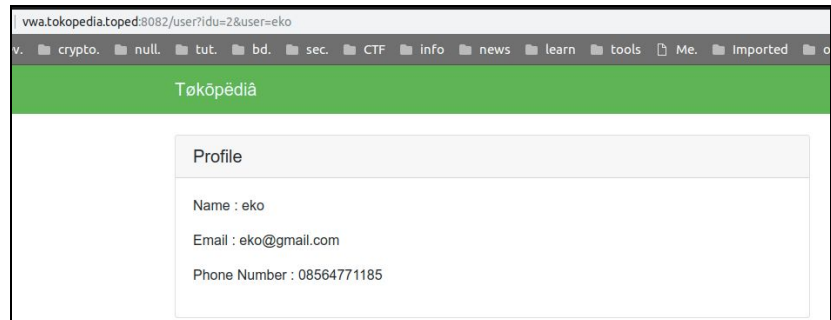 vwa.tokopedia.toped:8082/user?idu=2&user=eko
v. crypto. null. tut. bd. sec. CTF info news learn tools Me. Imported o
Tøkōpëdiâ
Profile
Name : eko
Email : eko@gmail.com
Phone Number : 08564771185